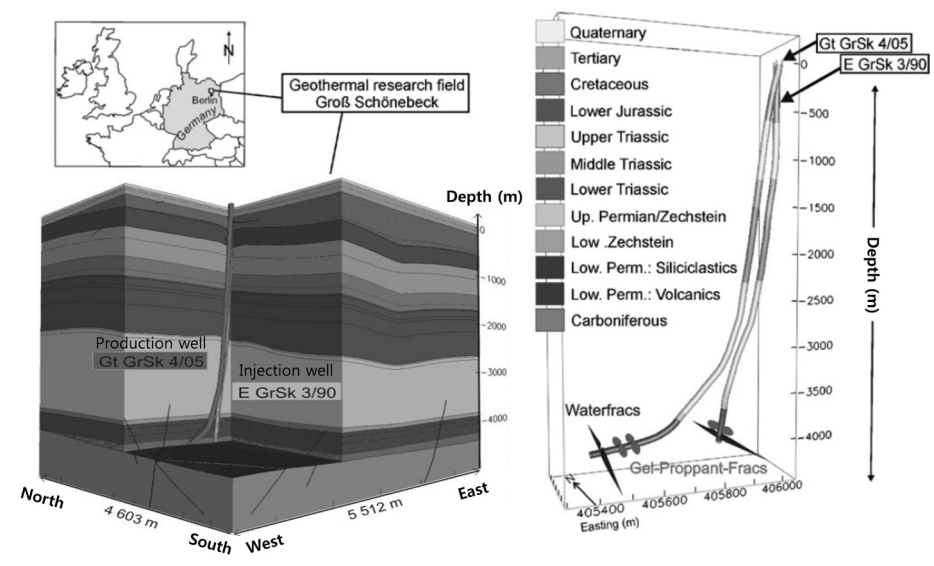 N
Berlin
Germany
Geothermal research field
Groß Schönebeck
Depth (m)
0
-1000
-2000
-3000
-4000
Production well
Gt GrSk 4/05
Injection well
E GrSk 3/90
North
4 603 m
South
West
5 512 m
East
Quaternary
Tertiary
Cretaceous
Lower Jurassic
Upper Triassic
Middle Triassic
Lower Triassic
Up. Permian/Zechstein
Low .Zechstein
Low. Perm.: Siliciclastics
Low. Perm.: Volcanics
Carboniferous
Gt GrSk 4/05
E GrSk 3/90
0
-500
-1000
-1500
-2000
-2500
-3000
-3500
-4000
Depth (m)
Waterfracs
Gel-Proppant-Fracs
N
405400
405600
405800
406000
Easting (m)